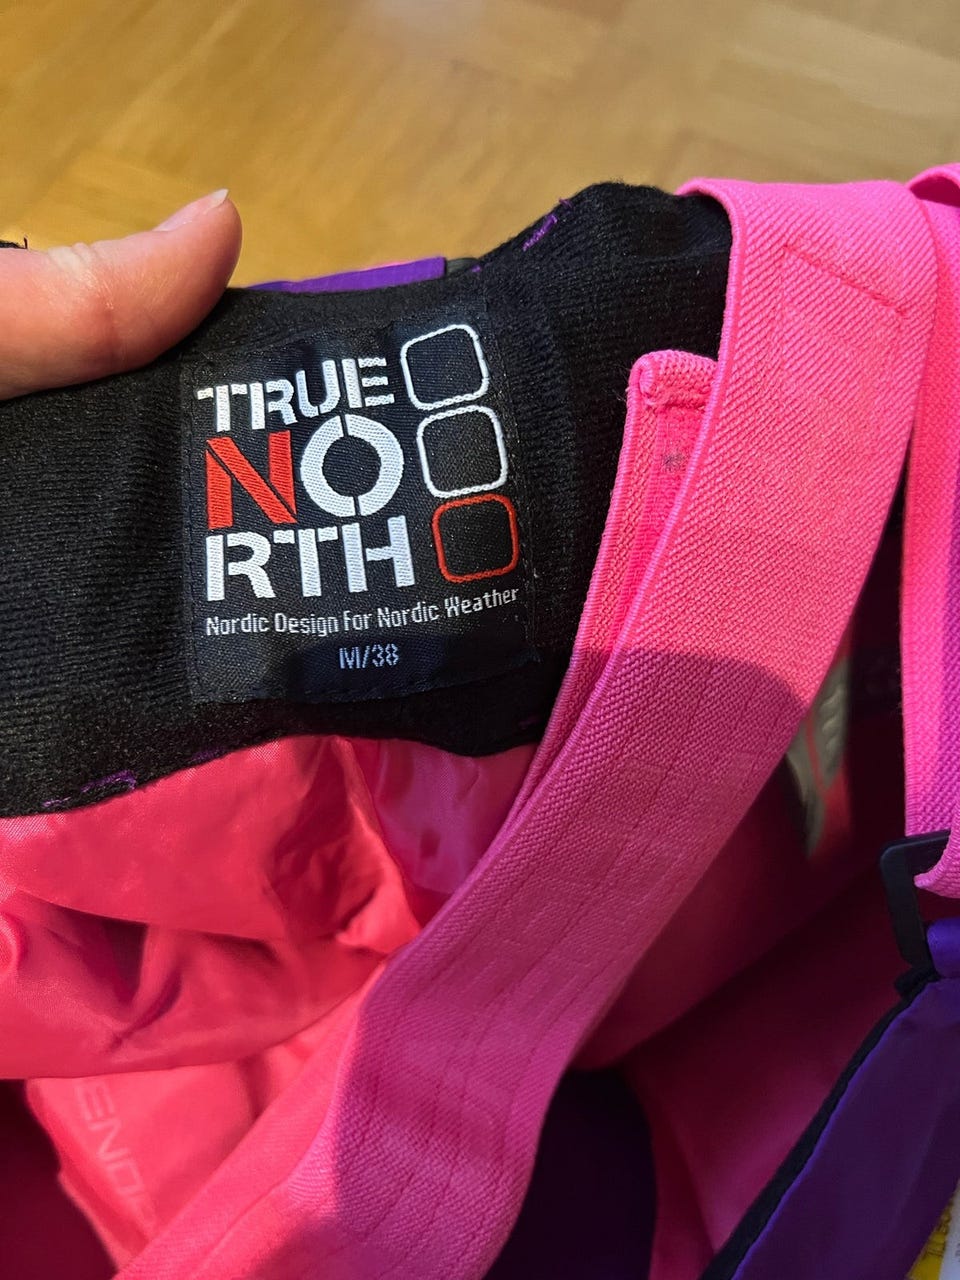 TRUE
NO
RTH
Nordic Design for Nordic Weather
M/38